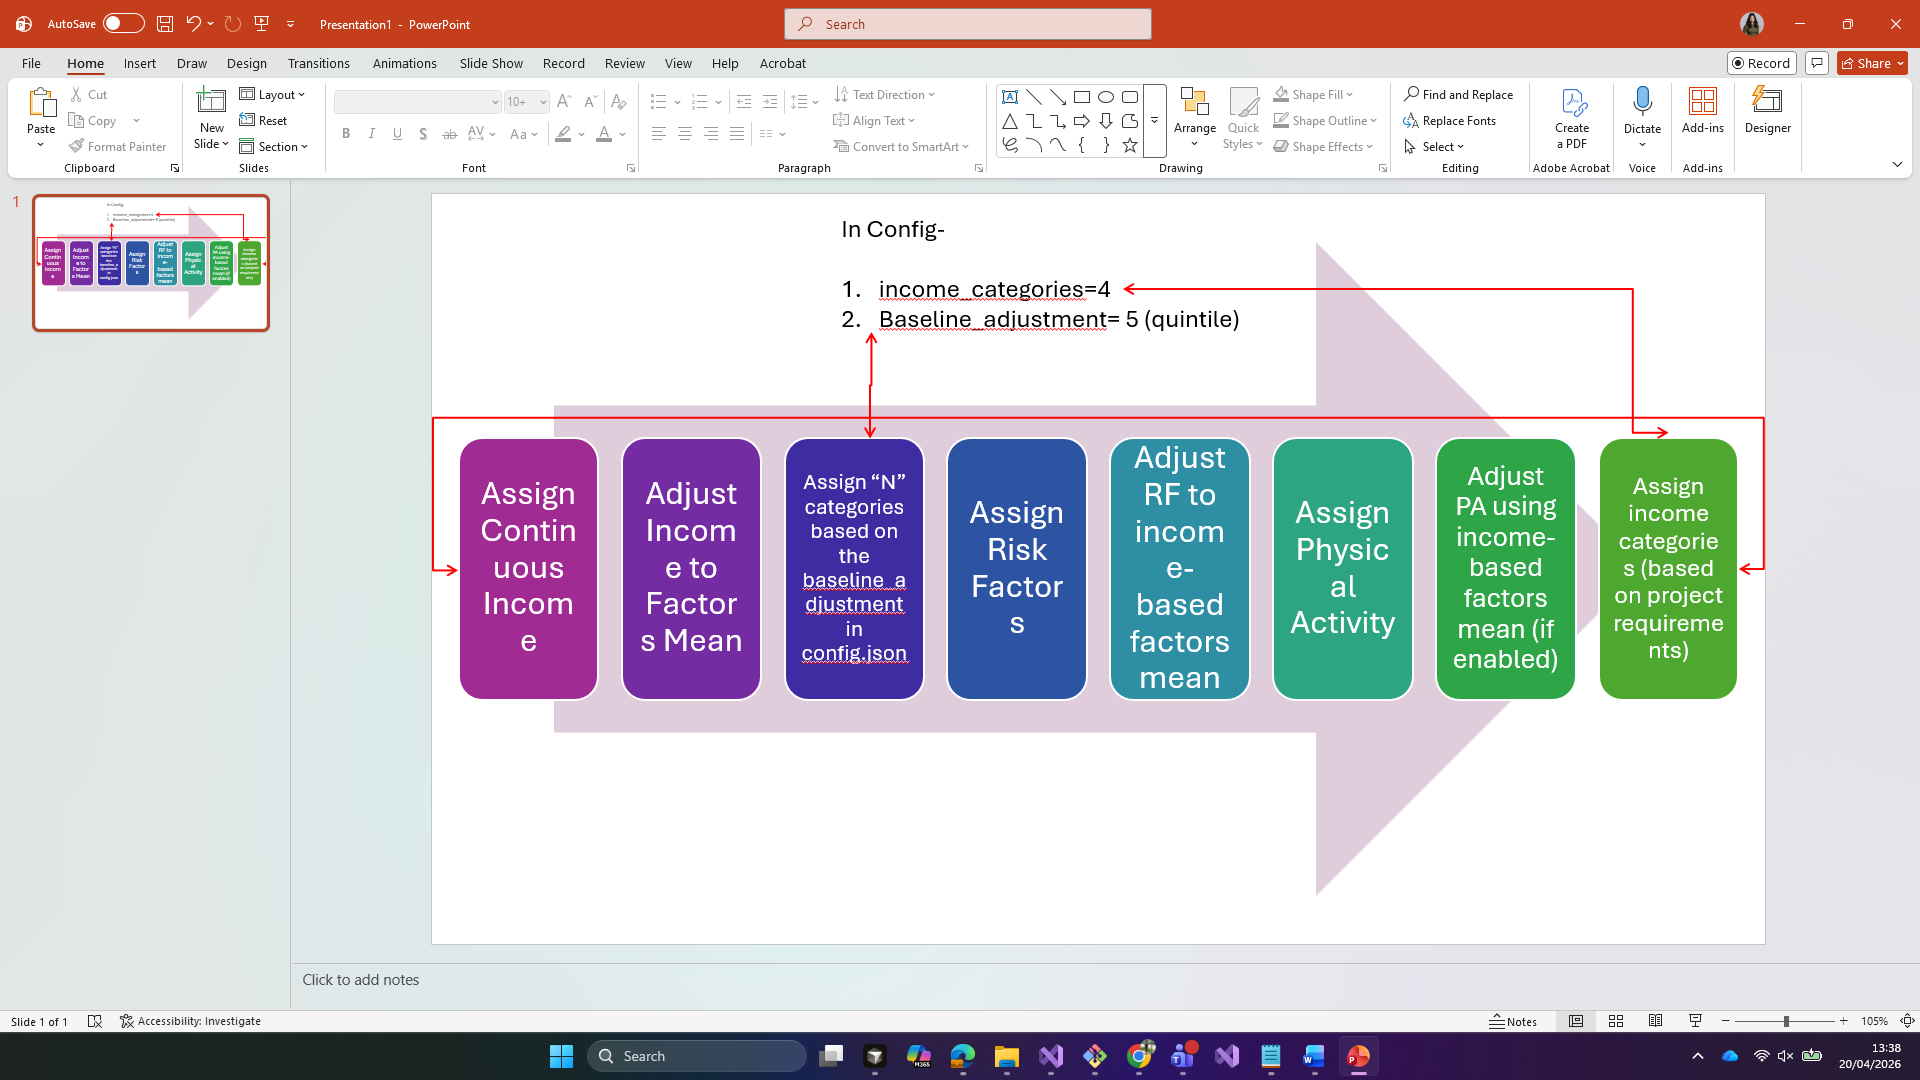 AutoSave
Presentation1 - PowerPoint
Search
File Home Insert Draw Design Transitions Animations Slide Show Record Review View Help Acrobat
Record
Share
Paste
Cut
Copy
Format Painter
Clipboard
New
Slide
Layout
Reset
Section
Slides
10+
Font
Paragraph
Text Direction
Align Text
Convert to SmartArt
Arrange
Quick
Styles
Shape Fill
Shape Outline
Shape Effects
Drawing
Find and Replace
Replace Fonts
Select
Editing
Create
a PDF
Adobe Acrobat
Dictate
Voice
Add-ins
Add-ins
Designer
1
In Config-
1. income_categories=4
2. Baseline_adjustment= 5 (quintile)
Assign
Contin
uous
Incom
e
Adjust
Incom
e to
Factor
s Mean
Assign “N”
categories
based on
the
baseline_a
djustment
in
config.json
Assign
Risk
Factor
s
Adjust
RF to
incom
e-
based
factors
mean
Assign
Physic
al
Activity
Adjust
PA using
income-
based
factors
mean (if
enabled)
Assign
income
categorie
s (based
on project
requireme
nts)
Click to add notes
Slide 1 of 1
Accessibility: Investigate
Notes
105%
Search
13:38
20/04/2026